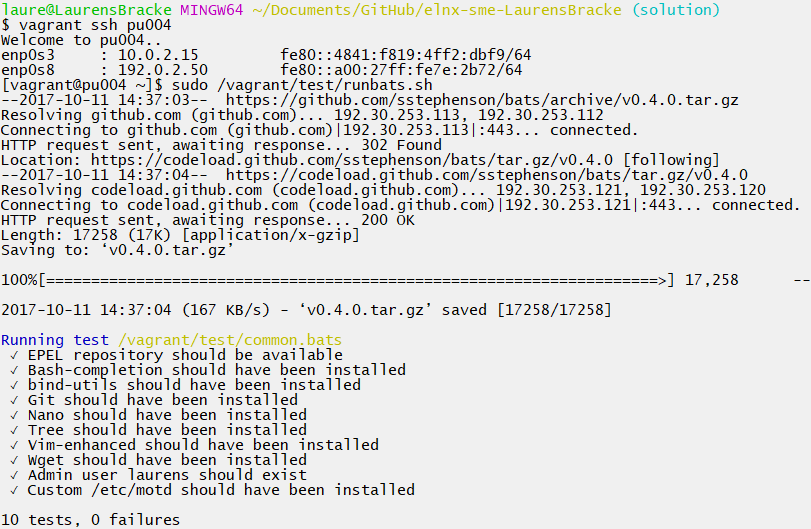 laure@LaurensBracke MINGW64 ~/Documents/GitHub/elnx-sme-LaurensBracke (solution)
$ vagrant ssh pu004
Welcome to pu004..
enp0s3     : 10.0.2.15         fe80::4841:f819:4ff2:dbf9/64
enp0s8     : 192.0.2.50        fe80::a00:27ff:fe7e:2b72/64
[vagrant@pu004 ~]$ sudo /vagrant/test/runbats.sh
--2017-10-11 14:37:03--  https://github.com/sstephenson/bats/archive/v0.4.0.tar.gz
Resolving github.com (github.com)... 192.30.253.113, 192.30.253.112
Connecting to github.com (github.com)|192.30.253.113|:443... connected.
HTTP request sent, awaiting response... 302 Found
Location: https://codeload.github.com/sstephenson/bats/tar.gz/v0.4.0 [following]
--2017-10-11 14:37:04--  https://codeload.github.com/sstephenson/bats/tar.gz/v0.4.0
Resolving codeload.github.com (codeload.github.com)... 192.30.253.121, 192.30.253.120
Connecting to codeload.github.com (codeload.github.com)|192.30.253.121|:443... connected.
HTTP request sent, awaiting response... 200 OK
Length: 17258 (17K) [application/x-gzip]
Saving to: ‘v0.4.0.tar.gz’
100%[====================================================================>] 17,258      --
2017-10-11 14:37:04 (167 KB/s) - ‘v0.4.0.tar.gz’ saved [17258/17258]
Running test /vagrant/test/common.bats
✓ EPEL repository should be available
✓ Bash-completion should have been installed
✓ bind-utils should have been installed
✓ Git should have been installed
✓ Nano should have been installed
✓ Tree should have been installed
✓ Vim-enhanced should have been installed
✓ Wget should have been installed
✓ Admin user laurens should exist
✓ Custom /etc/motd should have been installed
10 tests, 0 failures